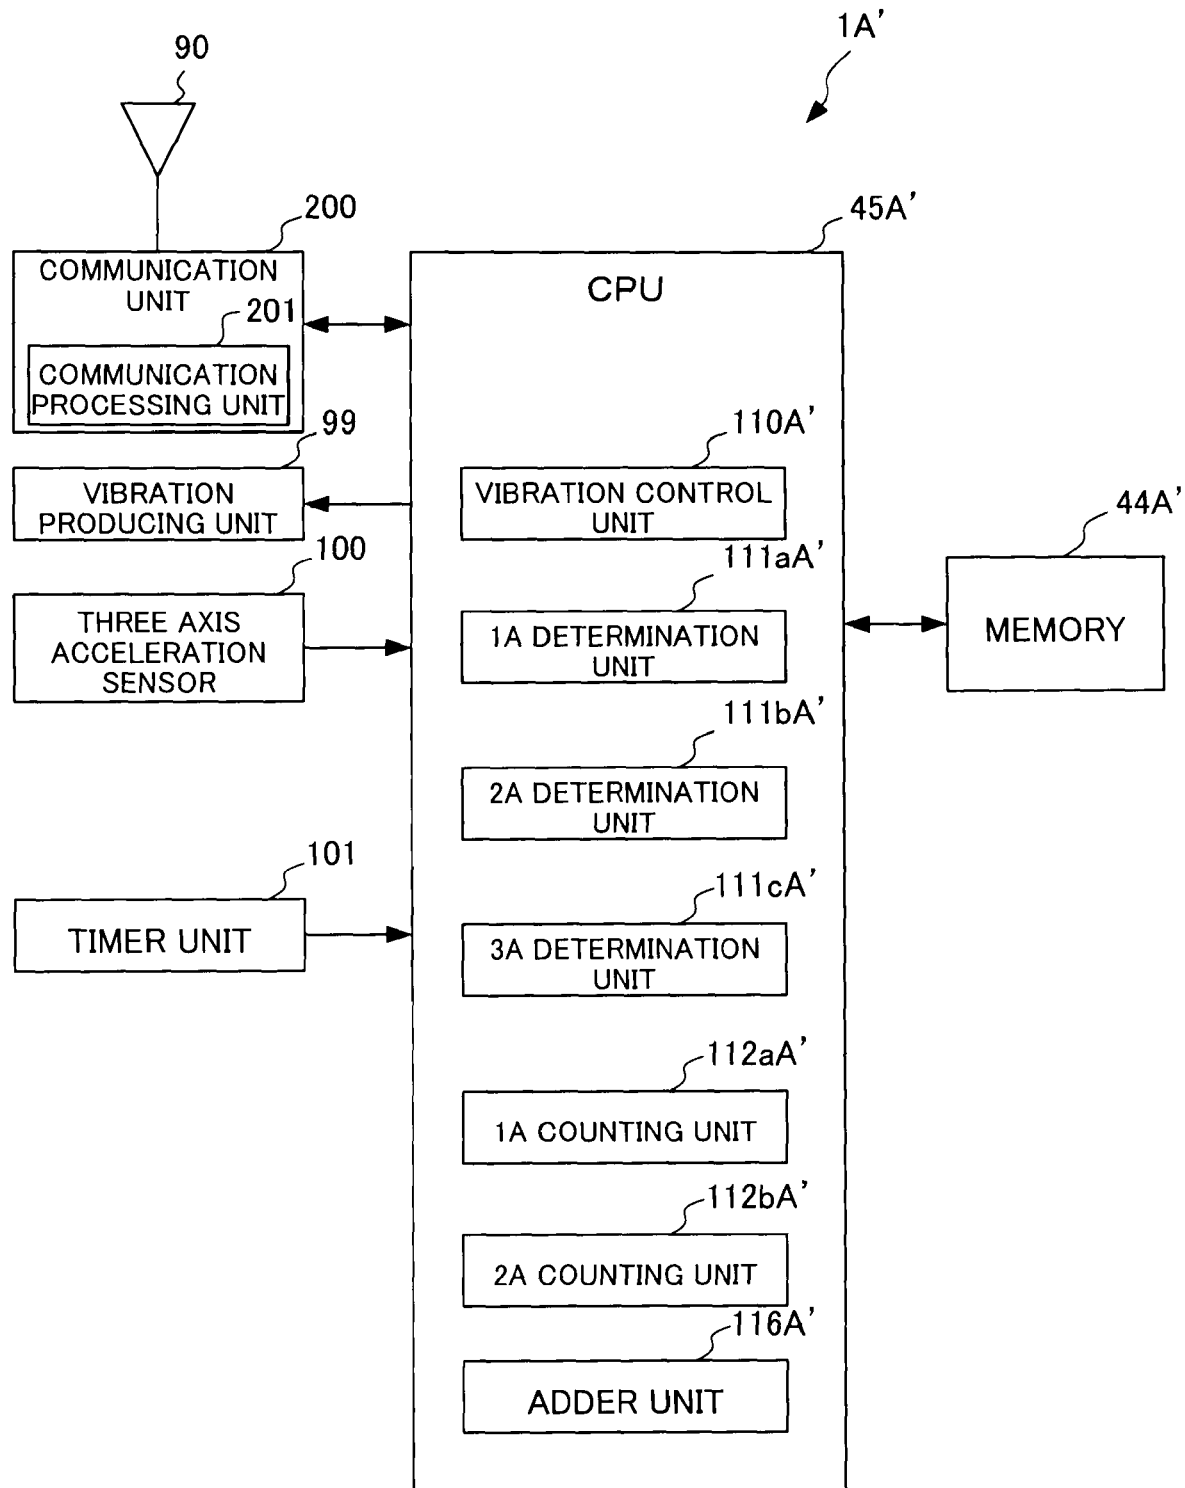 1A'
90
200
45A'
COMMUNICATION
UNIT
CPU
201
COMMUNICATION
PROCESSING UNIT
99
110A'
VIBRATION
PRODUCING UNIT
VIBRATION CONTROL
UNIT
44A'
100
111aA'
THREE AXIS
ACCELERATION
SENSOR
1A DETERMINATION
UNIT
MEMORY
111bA'
2A DETERMINATION
UNIT
101
111cA'
TIMER UNIT
3A DETERMINATION
UNIT
112aA'
1A COUNTING UNIT
112bA'
2A COUNTING UNIT
116A'
ADDER UNIT